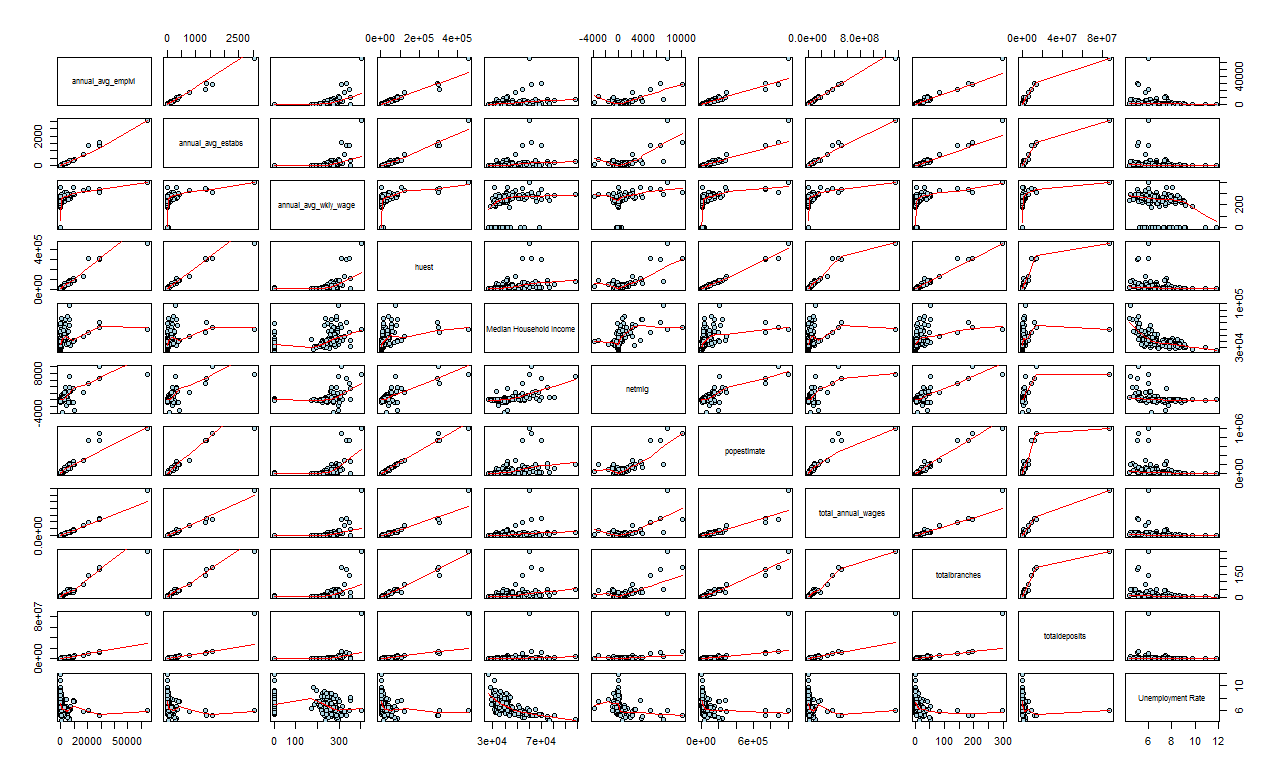 0 1000 2500 0e+00 2e+05 4e+05 -4000 0 4000 10000 0.0e+00 8.0e+08 0e+00 4e+07 8e+07
annual_avg_emplvl
0 40000
0 2000
annual_avg_estabs
annual_avg_wkly_wage
0 200
0e+00 4e+05
huest
Median Household Income
3e+04 1e+05
-4000 8000
netmig
popestimate
0e+00 1e+06
0.0e+00
total_annual_wages
totalbranches
0 150
0e+00 8e+07
totaldeposits
Unemployment Rate
6 10
0 20000 50000 0 100 300 3e+04 7e+04 0e+00 6e+05 0 100 200 300 6 8 10 12